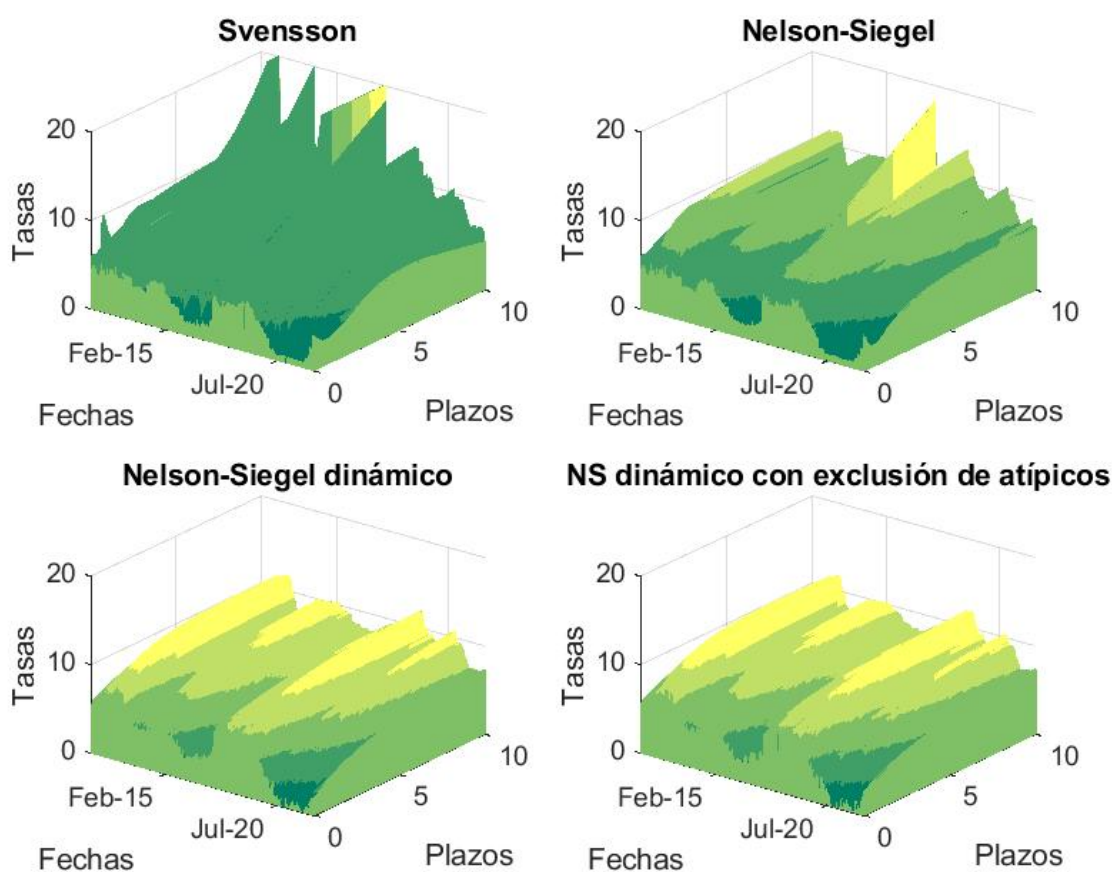 Svensson
20
10
0
Tasas
Feb-15
Jul-20
Fechas
0
5
10
Plazos
Nelson-Siegel
20
10
0
Tasas
Feb-15
Jul-20
Fechas
0
5
10
Plazos
Nelson-Siegel dinámico
20
10
0
Tasas
Feb-15
Jul-20
Fechas
0
5
10
Plazos
NS dinámico con exclusión de atípicos
20
10
0
Tasas
Feb-15
Jul-20
Fechas
0
5
10
Plazos